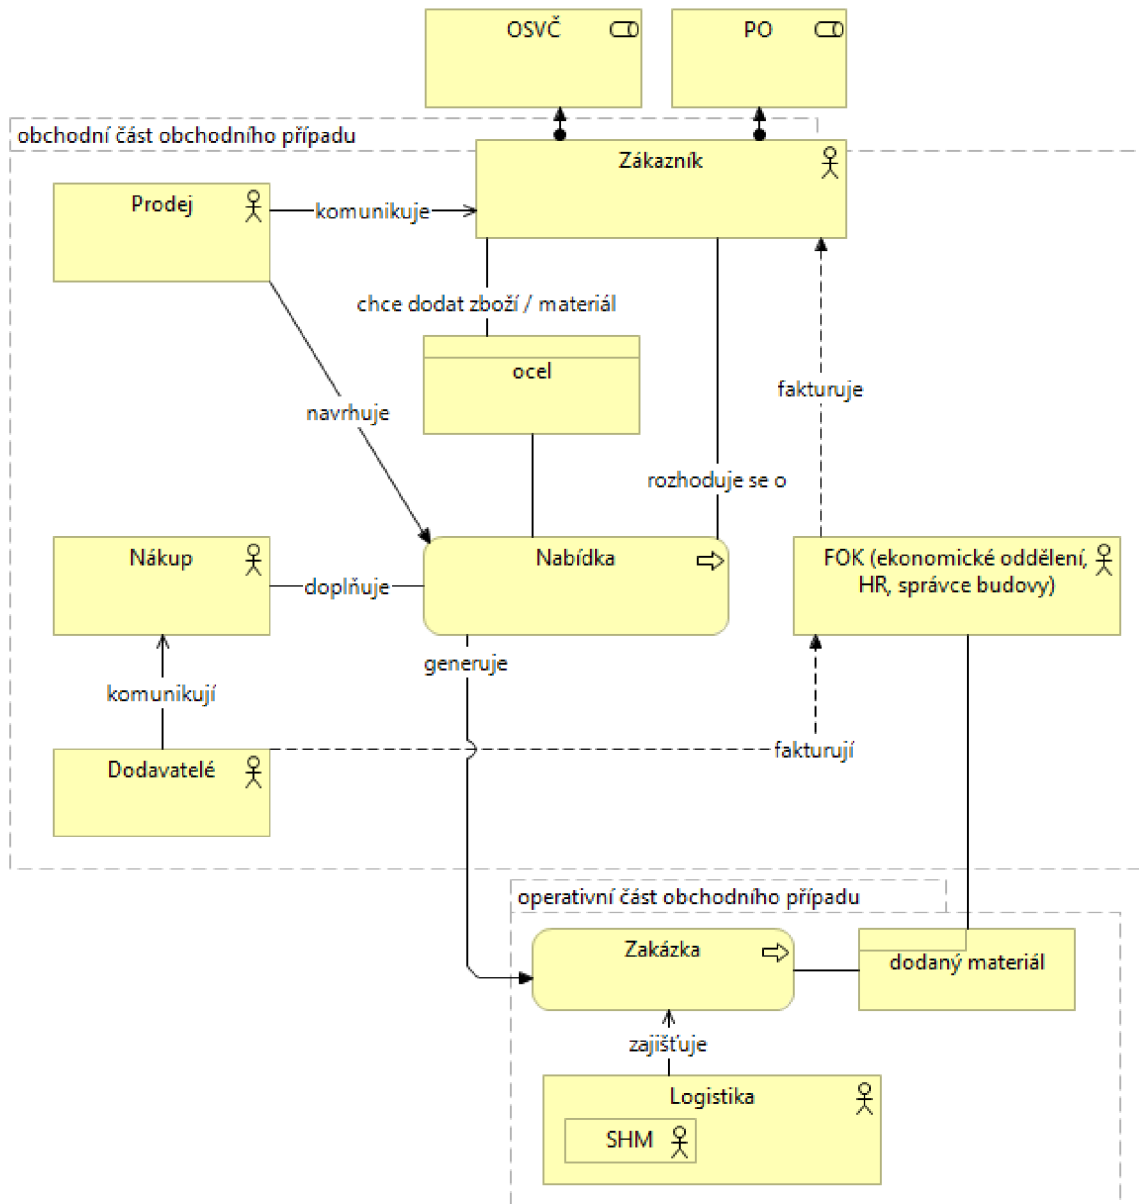 OSVČ
PO
obchodní část obchodního případu
Zákazník
Prodej
komunikuje
chce dodat zboží / materiál
ocel
fakturuje
navrhuje
rozhoduje se o
Nákup
doplňuje
Nabídka
FOK (ekonomické oddělení,
HR, správce budovy)
generuje
komunikují
Dodavatelé
fakturují
operativní část obchodního případu
Zakázka
dodaný materiál
zajišťuje
Logistika
SHM